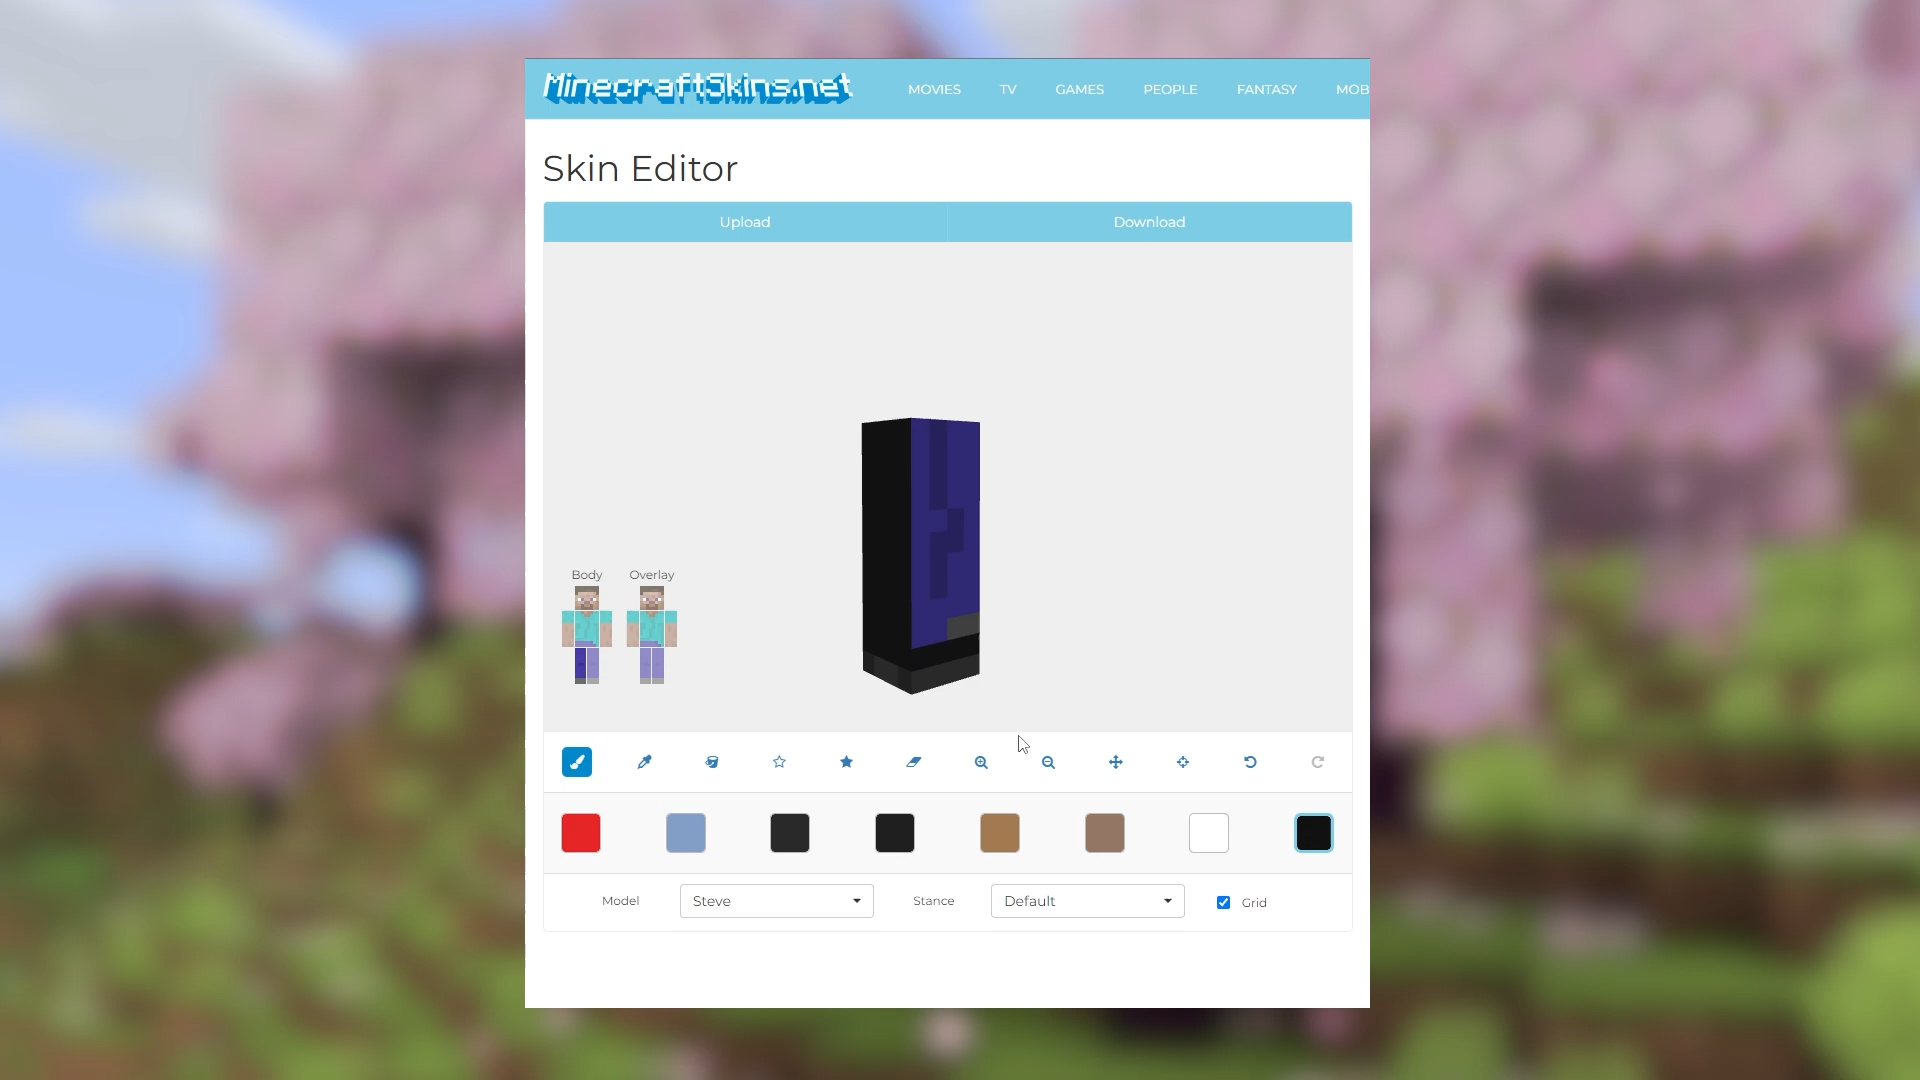 MinecraftSkins.net
MOVIES TV GAMES PEOPLE FANTASY MOB
Skin Editor
Upload Download
Body Overlay
Model Steve Stance Default Grid